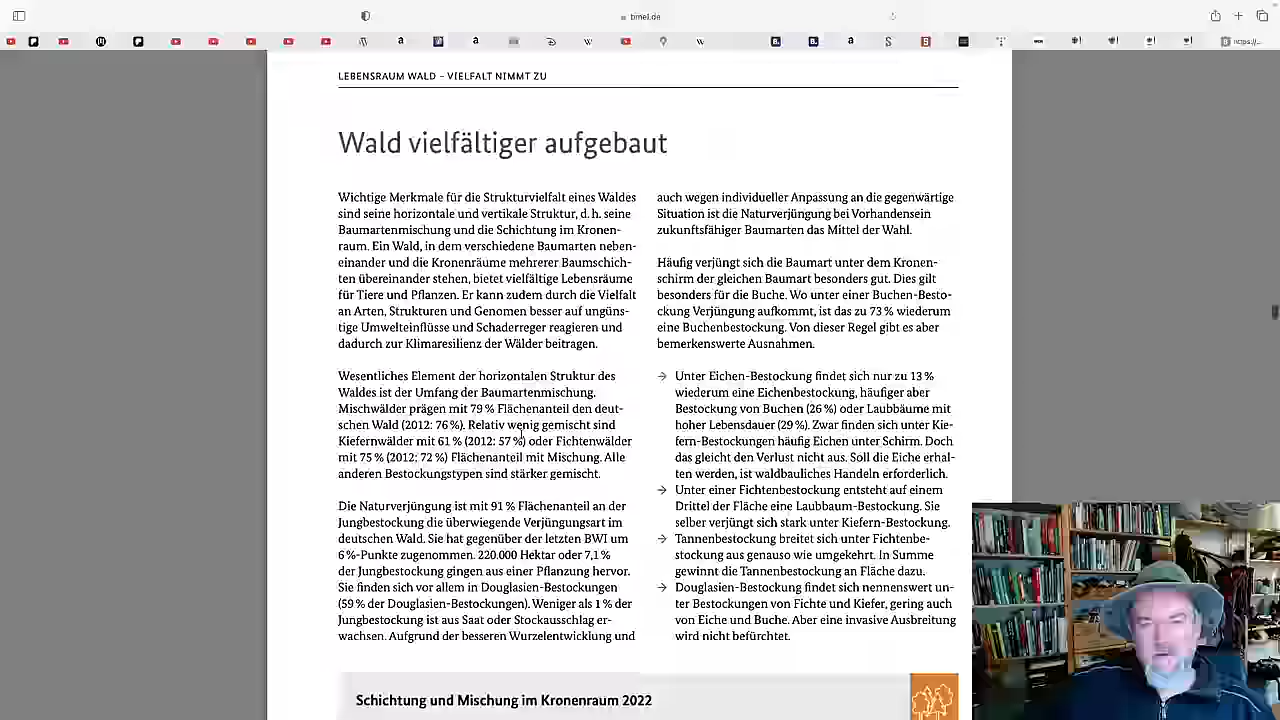 bmel.de
https://...
LEBENSRAUM WALD – VIELFALT NIMMT ZU
Wald vielfältiger aufgebaut
Wichtige Merkmale für die Strukturvielfalt eines Waldes
sind seine horizontale und vertikale Struktur, d. h. seine
Baumartenmischung und die Schichtung im Kronen-
raum. Ein Wald, in dem verschiedene Baumarten neben-
einander und die Kronenräume mehrerer Baumschich-
ten übereinander stehen, bietet vielfältige Lebensräume
für Tiere und Pflanzen. Er kann zudem durch die Vielfalt
an Arten, Strukturen und Genomen besser auf ungüns-
tige Umwelteinflüsse und Schaderreger reagieren und
dadurch zur Klimaresilienz der Wälder beitragen.
Wesentliches Element der horizontalen Struktur des
Waldes ist der Umfang der Baumartenmischung.
Mischwälder prägen mit 79 % Flächenanteil den deut-
schen Wald (2012: 76 %). Relativ wenig gemischt sind
Kiefernwälder mit 61 % (2012: 57 %) oder Fichtenwälder
mit 75 % (2012: 72 %) Flächenanteil mit Mischung. Alle
anderen Bestockungstypen sind stärker gemischt.
Die Naturverjüngung ist mit 91 % Flächenanteil an der
Jungbestockung die überwiegende Verjüngungsart im
deutschen Wald. Sie hat gegenüber der letzten BWI um
6 %-Punkte zugenommen. 220.000 Hektar oder 7,1 %
der Jungbestockung gingen aus einer Pflanzung hervor.
Sie finden sich vor allem in Douglasien-Bestockungen
(59 % der Douglasien-Bestockungen). Weniger als 1 % der
Jungbestockung ist aus Saat oder Stockausschlag er-
wachsen. Aufgrund der besseren Wurzelentwicklung und
auch wegen individueller Anpassung an die gegenwärtige
Situation ist die Naturverjüngung bei Vorhandensein
zukunftsfähiger Baumarten das Mittel der Wahl.
Häufig verjüngt sich die Baumart unter dem Kronen-
schirm der gleichen Baumart besonders gut. Dies gilt
besonders für die Buche. Wo unter einer Buchen-Besto-
ckung Verjüngung aufkommt, ist das zu 73 % wiederum
eine Buchenbestockung. Von dieser Regel gibt es aber
bemerkenswerte Ausnahmen.
→ Unter Eichen-Bestockung findet sich nur zu 13 %
wiederum eine Eichenbestockung, häufiger aber
Bestockung von Buchen (26 %) oder Laubbäume mit
hoher Lebensdauer (29 %). Zwar finden sich unter Kie-
fern-Bestockungen häufig Eichen unter Schirm. Doch
das gleicht den Verlust nicht aus. Soll die Eiche erhal-
ten werden, ist waldbauliches Handeln erforderlich.
→ Unter einer Fichtenbestockung entsteht auf einem
Drittel der Fläche eine Laubbaum-Bestockung. Sie
selber verjüngt sich stark unter Kiefern-Bestockung.
→ Tannenbestockung breitet sich unter Fichtenbe-
stockung aus genauso wie umgekehrt. In Summe
gewinnt die Tannenbestockung an Fläche dazu.
→ Douglasien-Bestockung findet sich nennenswert un-
ter Bestockungen von Fichte und Kiefer, gering auch
von Eiche und Buche. Aber eine invasive Ausbreitung
wird nicht befürchtet.
Schichtung und Mischung im Kronenraum 2022